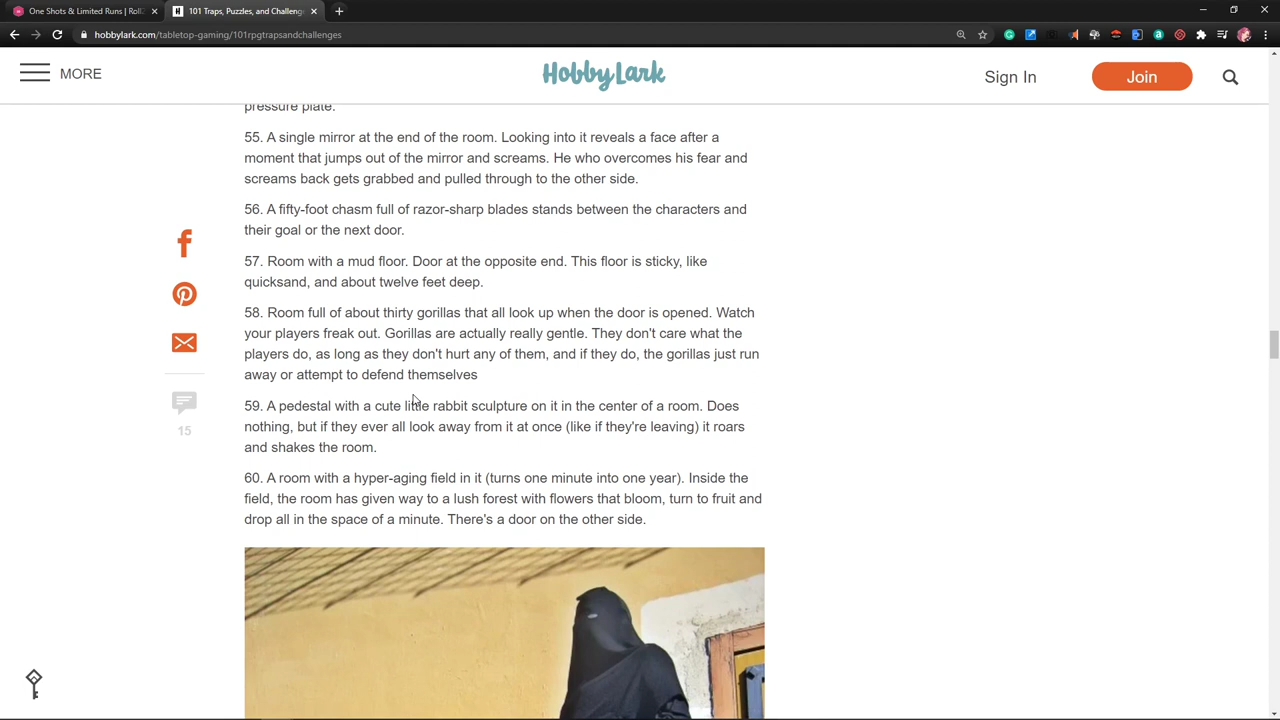 One Shots & Limited Runs | Roll2
101 Traps, Puzzles, and Challeng
hobbylark.com/tabletop-gaming/101rpgtrapsandchallenges
MORE
HobbyLark
Sign In
Join
pressure plate.
55. A single mirror at the end of the room. Looking into it reveals a face after a
moment that jumps out of the mirror and screams. He who overcomes his fear and
screams back gets grabbed and pulled through to the other side.
56. A fifty-foot chasm full of razor-sharp blades stands between the characters and
their goal or the next door.
57. Room with a mud floor. Door at the opposite end. This floor is sticky, like
quicksand, and about twelve feet deep.
58. Room full of about thirty gorillas that all look up when the door is opened. Watch
your players freak out. Gorillas are actually really gentle. They don't care what the
players do, as long as they don't hurt any of them, and if they do, the gorillas just run
away or attempt to defend themselves
59. A pedestal with a cute little rabbit sculpture on it in the center of a room. Does
nothing, but if they ever all look away from it at once (like if they're leaving) it roars
and shakes the room.
60. A room with a hyper-aging field in it (turns one minute into one year). Inside the
field, the room has given way to a lush forest with flowers that bloom, turn to fruit and
drop all in the space of a minute. There's a door on the other side.
15